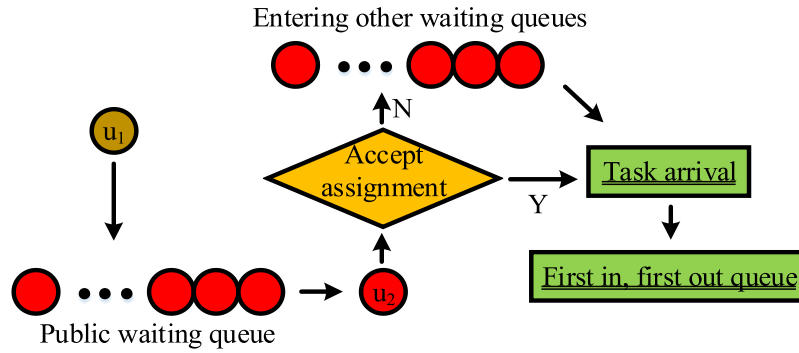 Entering other waiting queues
N
u1
Accept
assignment
Task arrival
Y
First in, first out queue
u2
Public waiting queue